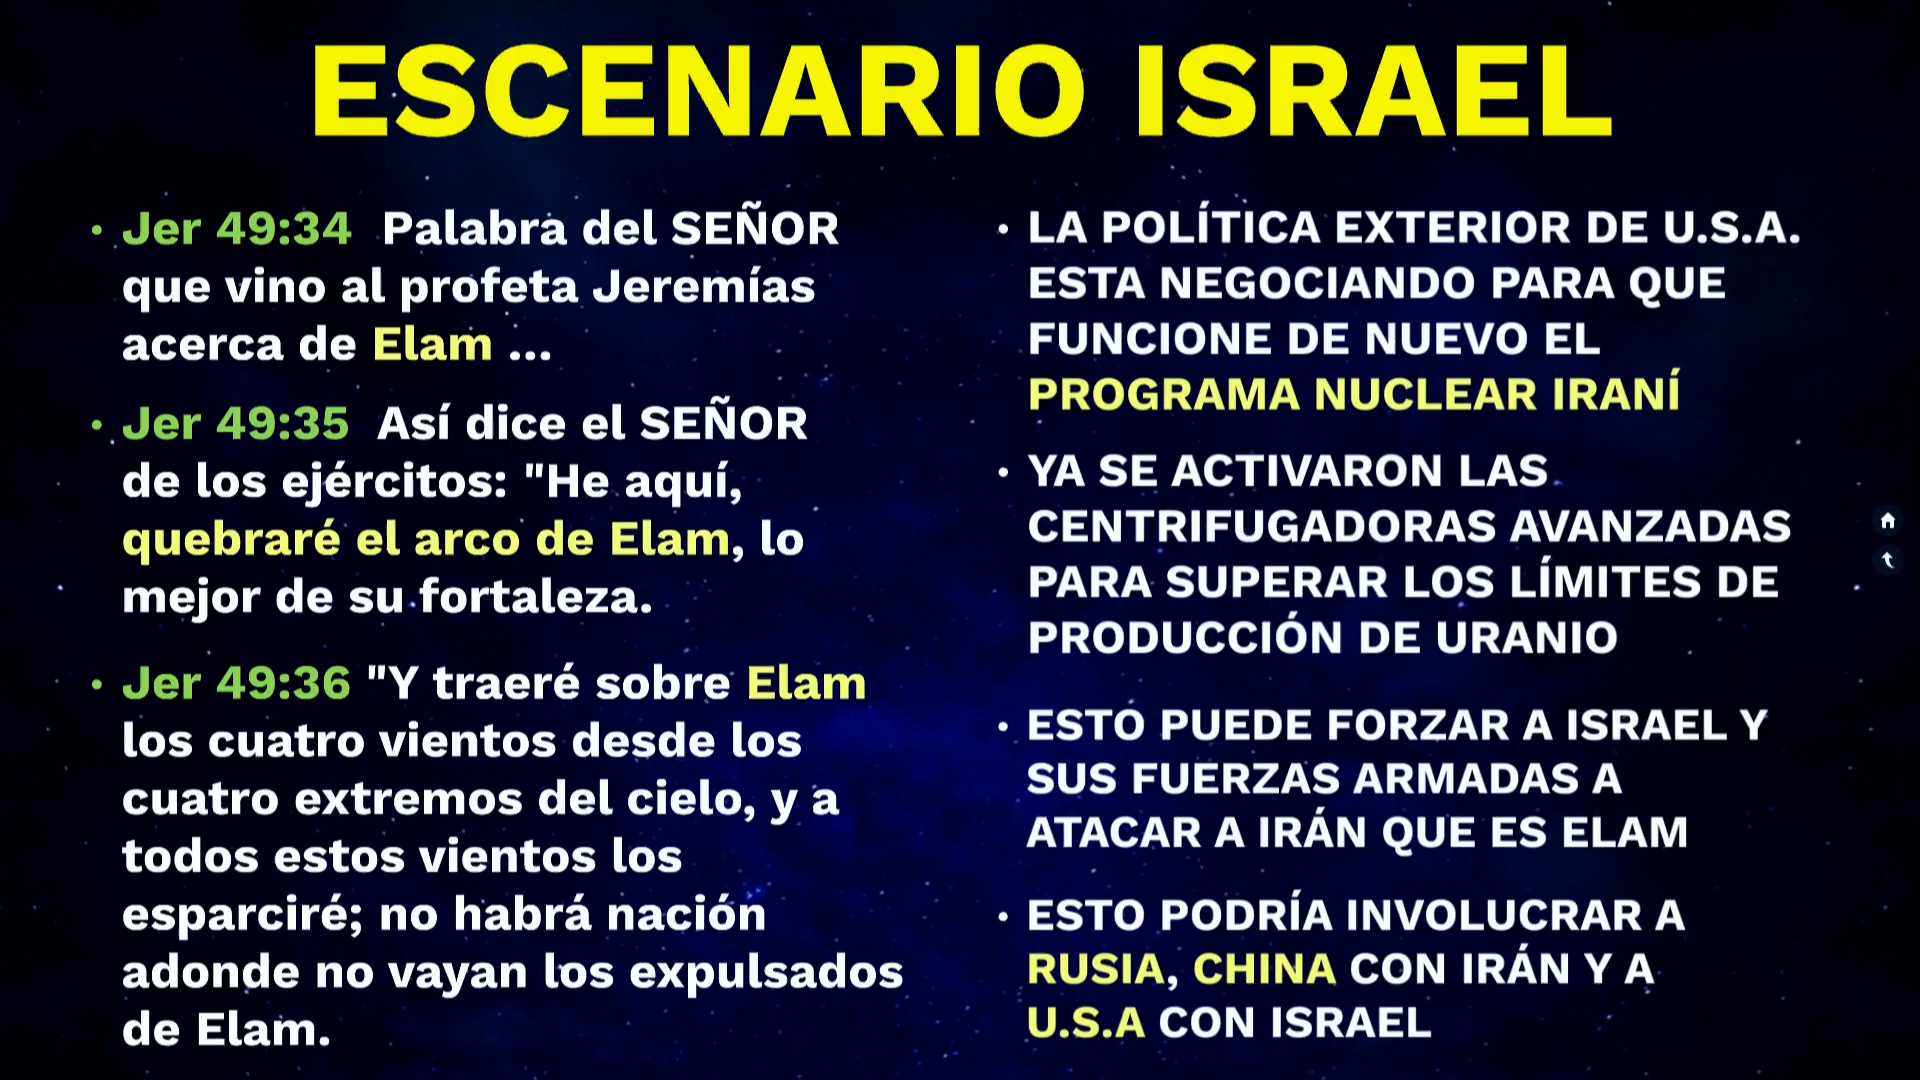 ESCENARIO ISRAEL
• Jer 49:34 Palabra del SEÑOR
que vino al profeta Jeremías
acerca de Elam ...
• Jer 49:35 Así dice el SEÑOR
de los ejércitos: "He aquí,
quebraré el arco de Elam, lo
mejor de su fortaleza.
• Jer 49:36 "Y traeré sobre Elam
los cuatro vientos desde los
cuatro extremos del cielo, y a
todos estos vientos los
esparciré; no habrá nación
adonde no vayan los expulsados
de Elam.
• LA POLÍTICA EXTERIOR DE U.S.A.
ESTA NEGOCIANDO PARA QUE
FUNCIONE DE NUEVO EL
PROGRAMA NUCLEAR IRANÍ
• YA SE ACTIVARON LAS
CENTRIFUGADORAS AVANZADAS
PARA SUPERAR LOS LÍMITES DE
PRODUCCIÓN DE URANIO
• ESTO PUEDE FORZAR A ISRAEL Y
SUS FUERZAS ARMADAS A
ATACAR A IRÁN QUE ES ELAM
• ESTO PODRÍA INVOLUCRAR A
RUSIA, CHINA CON IRÁN Y A
U.S.A CON ISRAEL